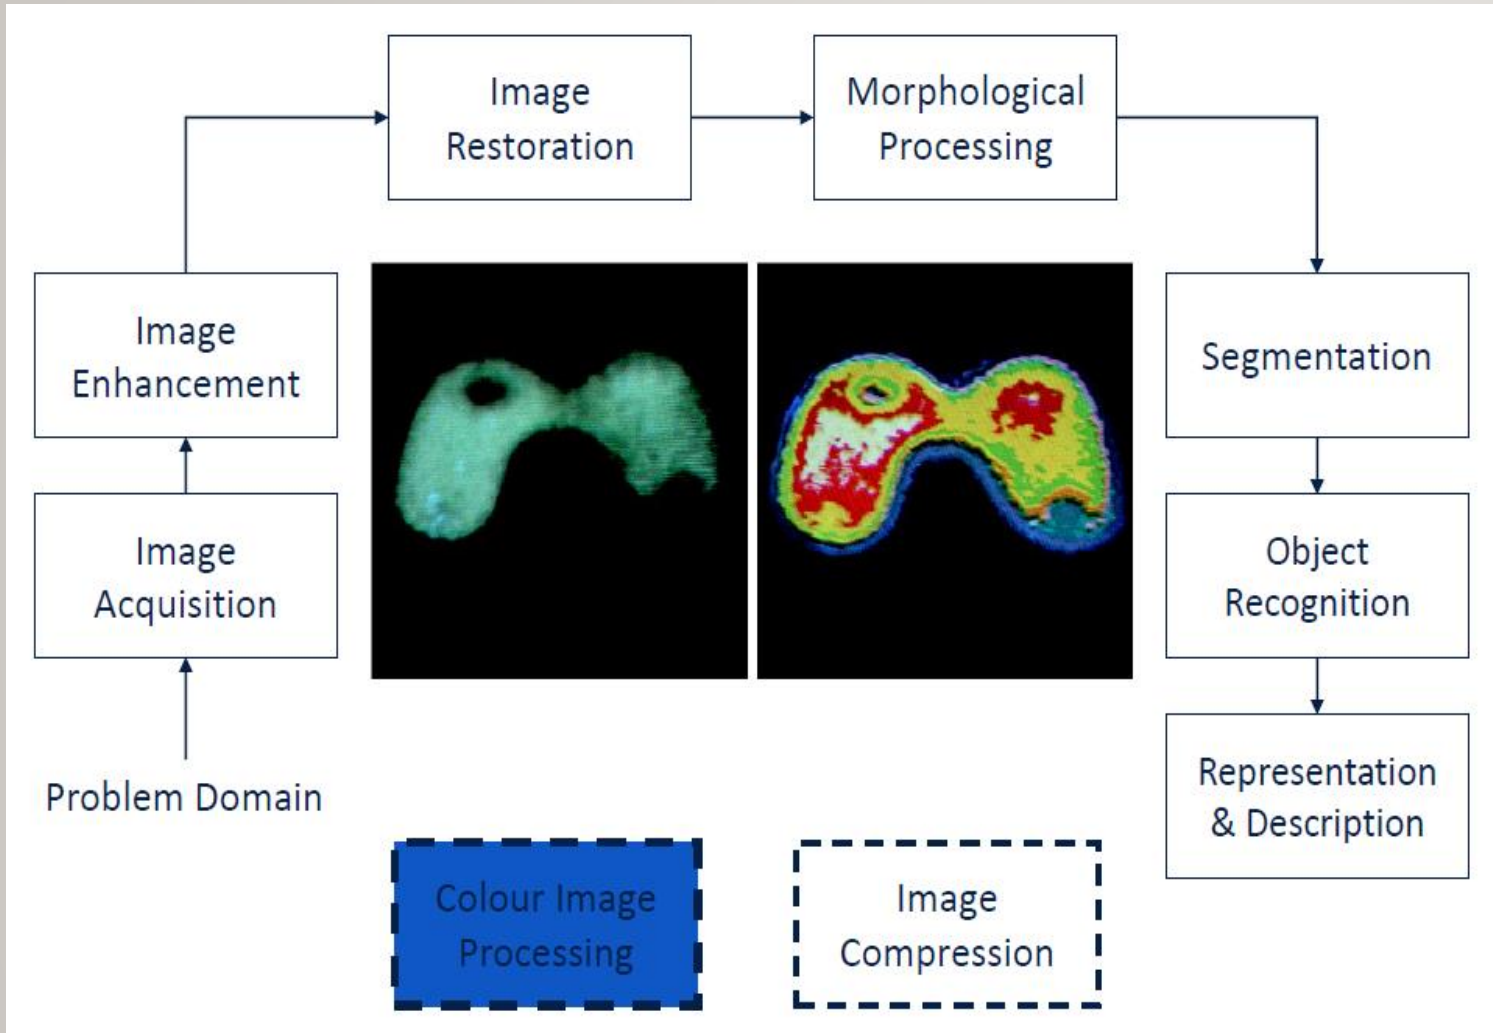 Image
Restoration
Morphological
Processing
Image
Enhancement
Segmentation
Image
Acquisition
Object
Recognition
Problem Domain
Representation
& Description
Colour Image
Processing
Image
Compression